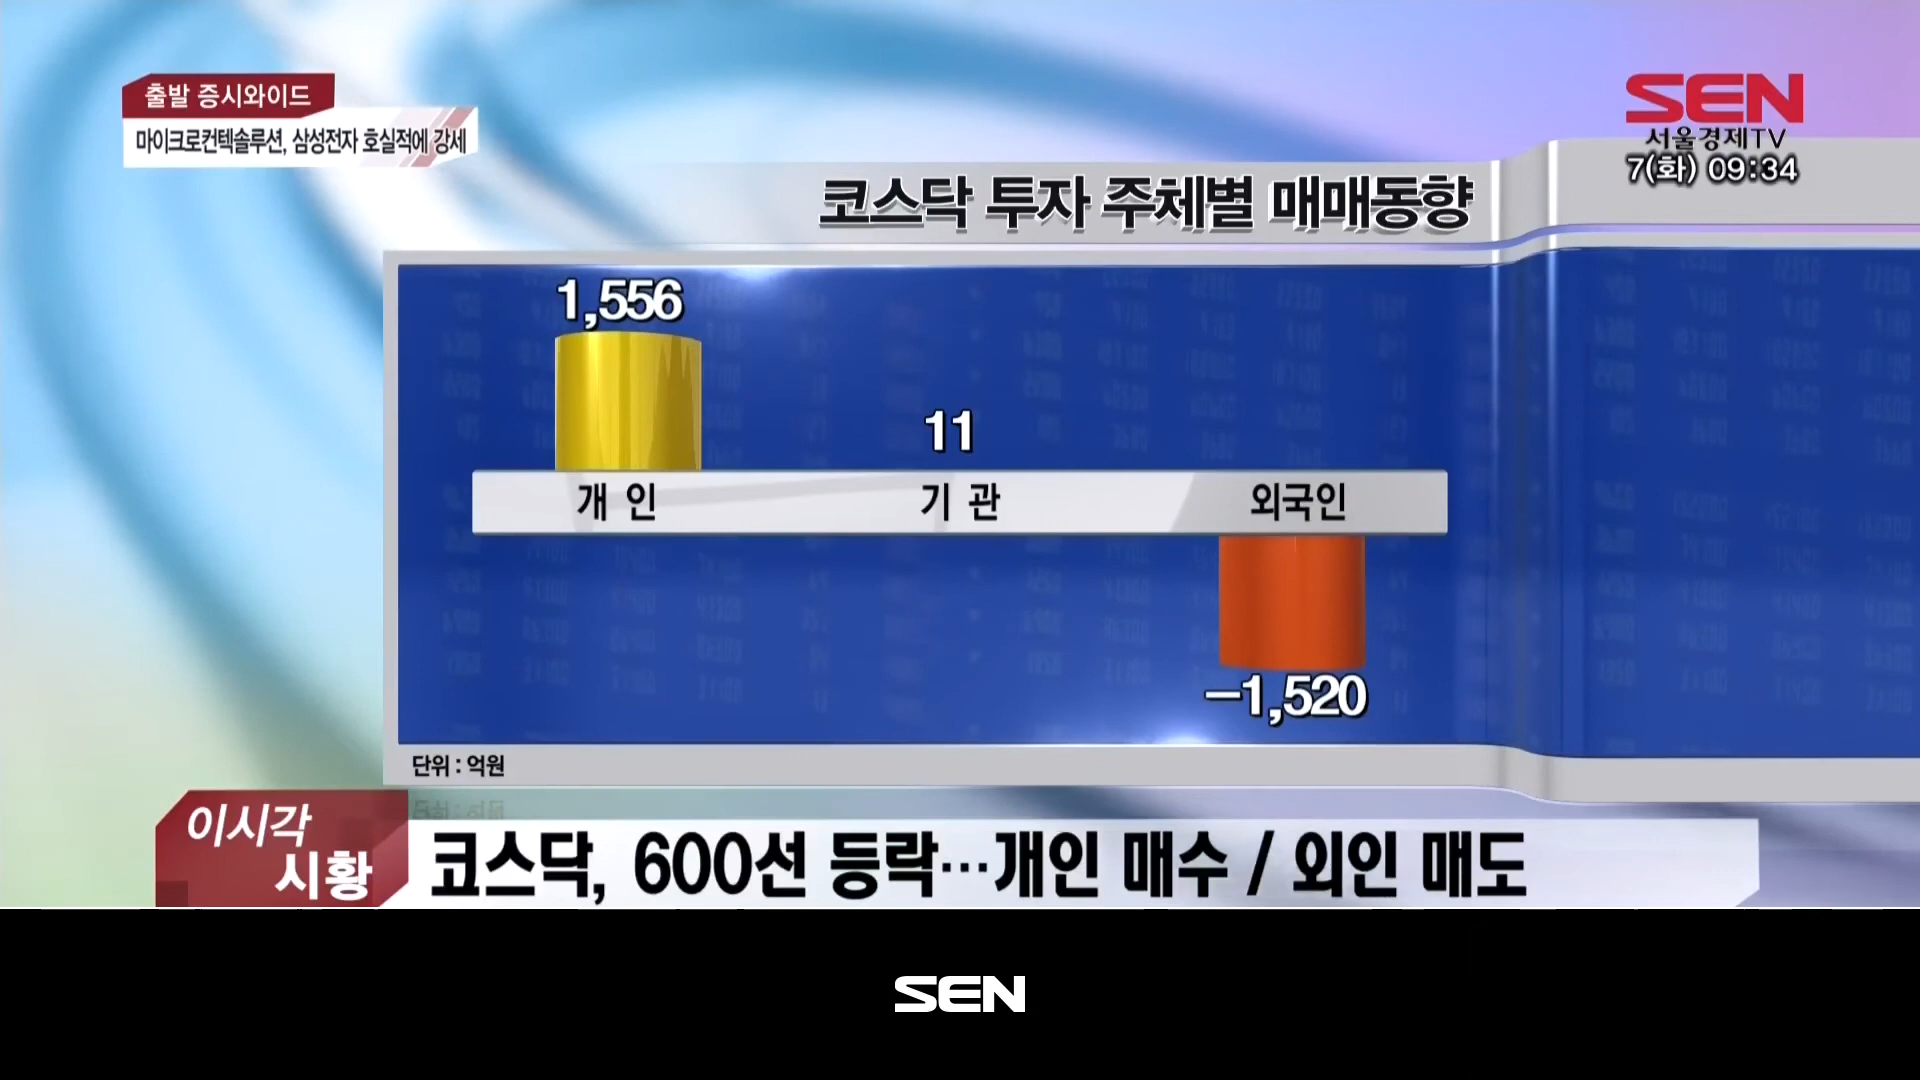 출발 증시와이드
마이크로컨텍솔루션, 삼성전자 호실적에 강세
SEN
서울경제TV
7(화) 09:34
코스닥 투자 주체별 매매동향
1,556
11
개 인
기 관
외국인
-1,520
단위 : 억원
이시각
시황
코스닥, 600선 등락…개인 매수 / 외인 매도
SEN